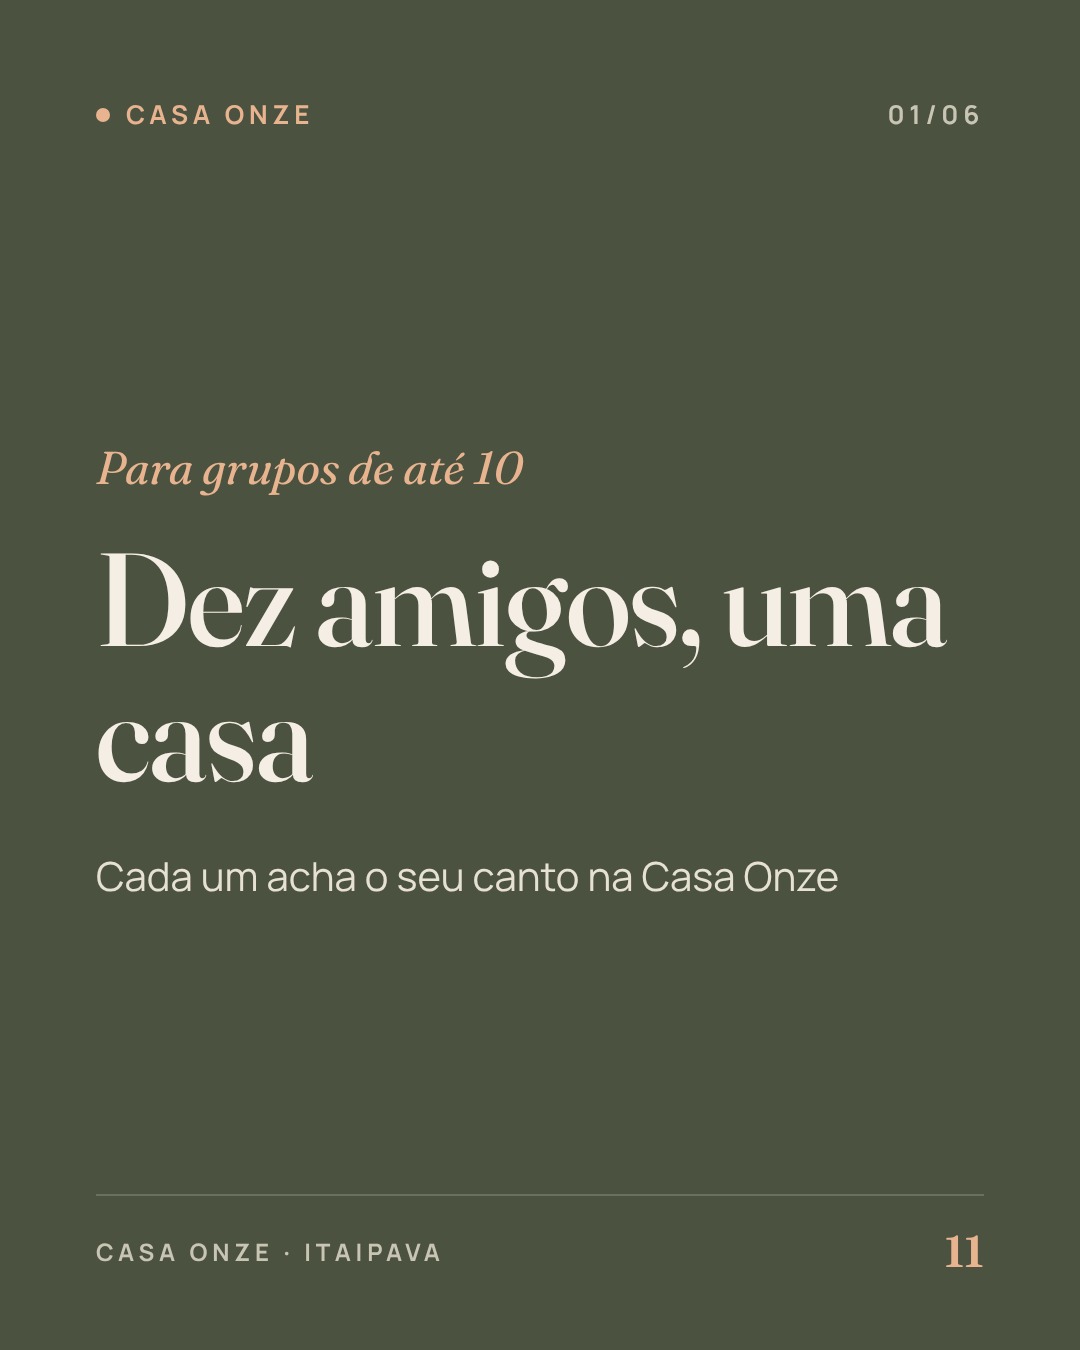 CASA ONZE
01/06
Para grupos de até 10
Dez amigos, uma
casa
Cada um acha o seu canto na Casa Onze
CASA ONZE · ITAIPAVA
11